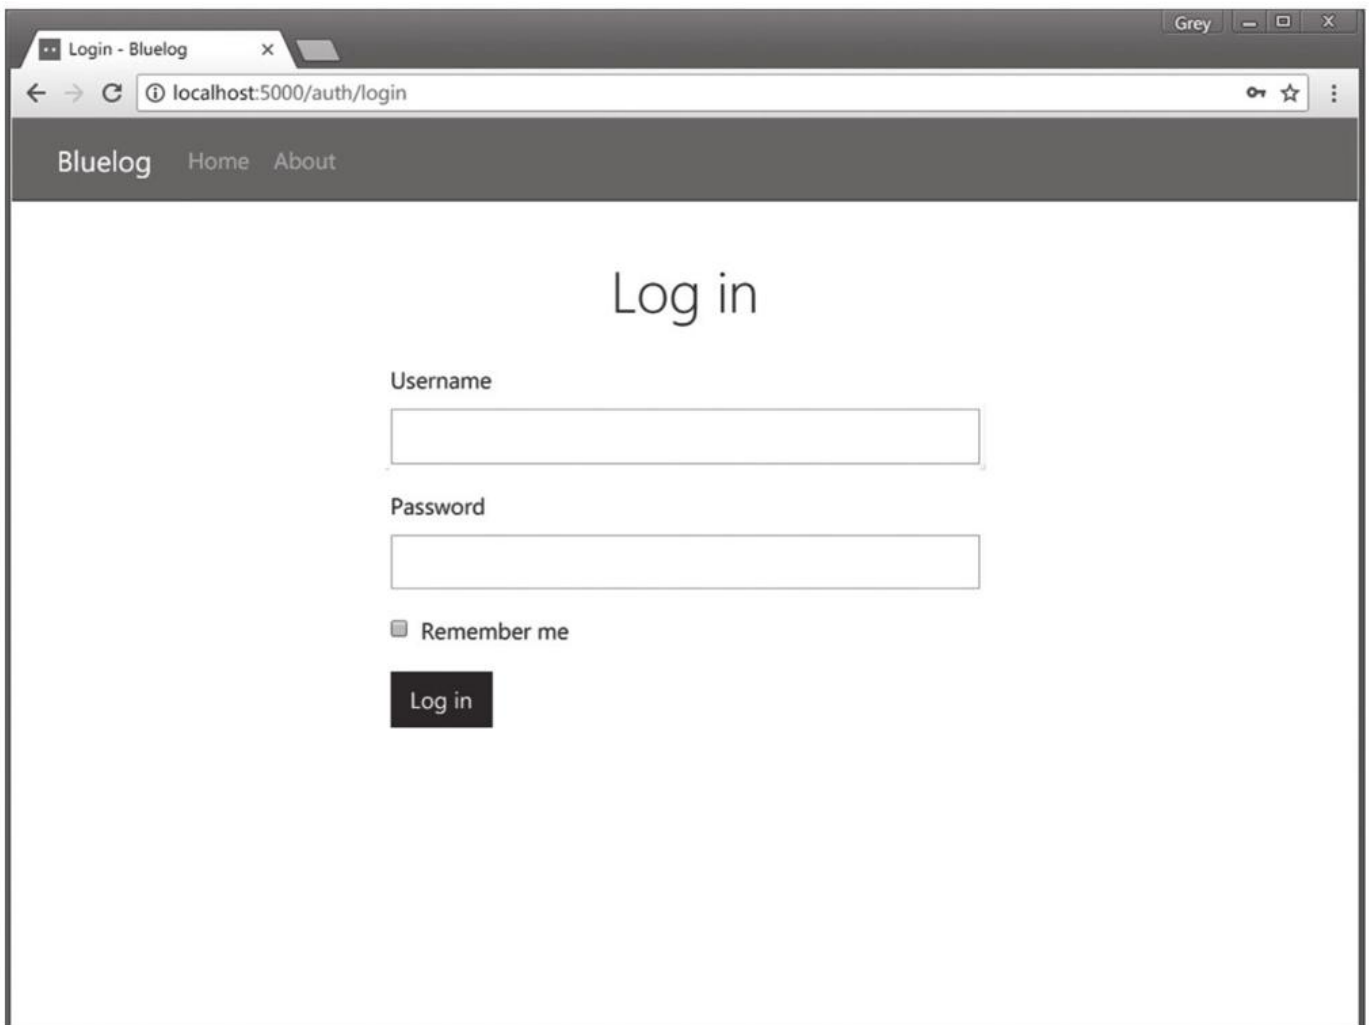 Grey
Login - Bluelog
localhost:5000/auth/login
Bluelog Home About
Log in
Username
Password
Remember me
Log in